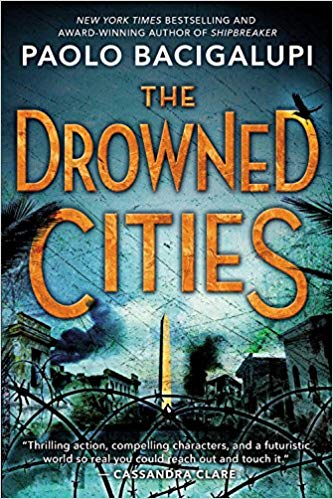 NEW YORK TIMES BESTSELLING AND
AWARD-WINNING AUTHOR OF SHIPBREAKER
PAOLO BACIGALUPI
THE
DROWNED
CITIES
"Thrilling action, compelling characters, and a futuristic
world so real you could reach out and touch it."
— CASSANDRA CLARE